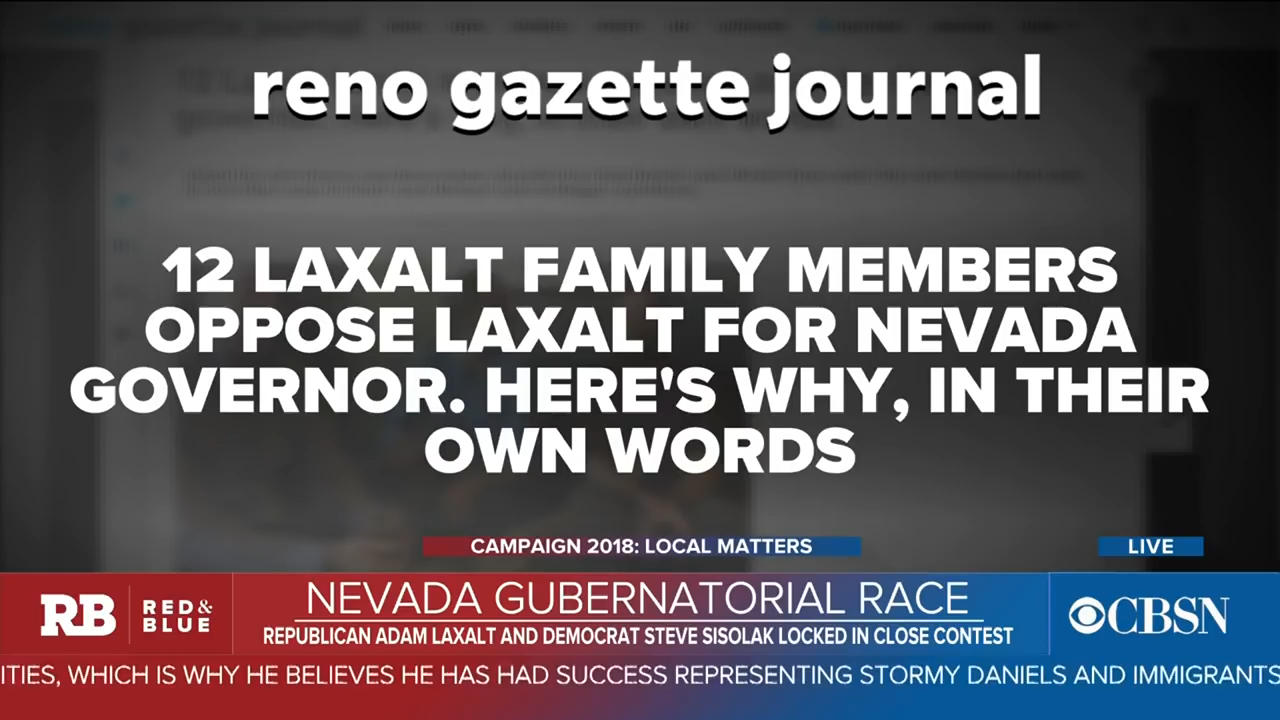 reno gazette journal
12 LAXALT FAMILY MEMBERS
OPPOSE LAXALT FOR NEVADA
GOVERNOR. HERE'S WHY, IN THEIR
OWN WORDS
CAMPAIGN 2018: LOCAL MATTERS
LIVE
RB RED&
BLUE
NEVADA GUBERNATORIAL RACE
REPUBLICAN ADAM LAXALT AND DEMOCRAT STEVE SISOLAK LOCKED IN CLOSE CONTEST
CBSN
ITIES, WHICH IS WHY HE BELIEVES HE HAS HAD SUCCESS REPRESENTING STORMY DANIELS AND IMMIGRANTS